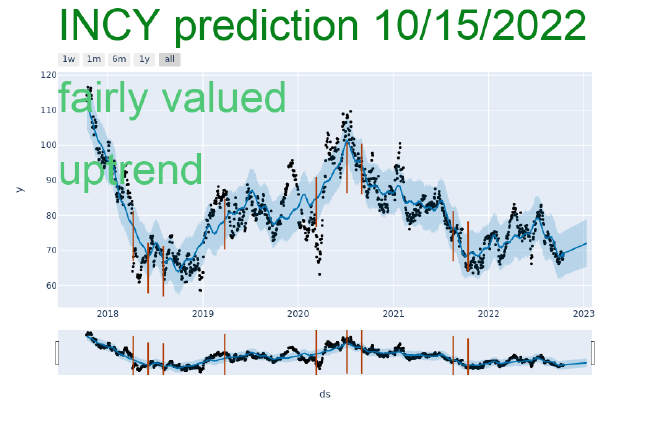 INCY prediction 10/15/2022
1w 1m 6m 1y all
120
fairly valued
110
100
uptrend
90
y
80
70
60
2018 2019 2020 2021 2022 2023
ds